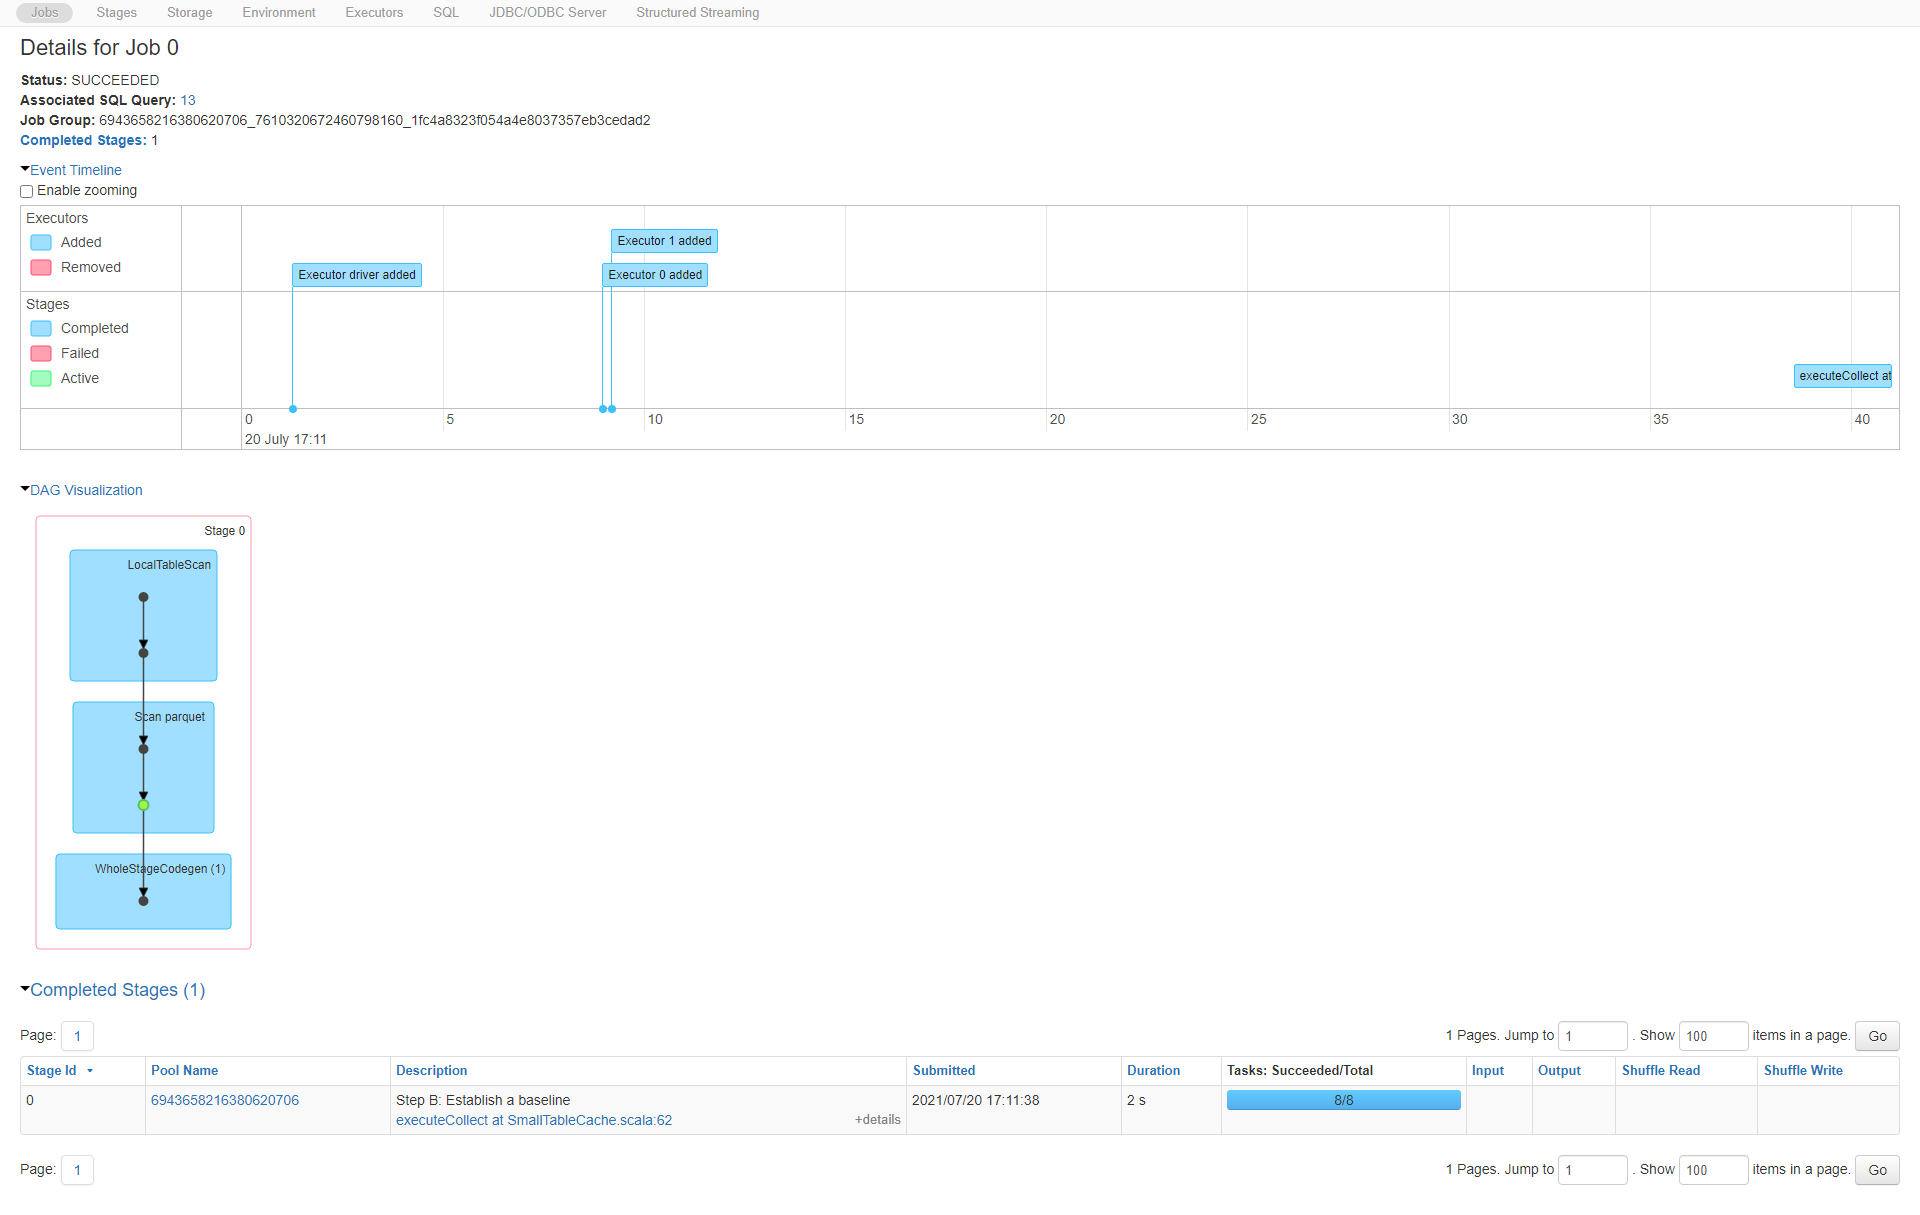 Jobs Stages Storage Environment Executors SQL JDBC/ODBC Server Structured Streaming
Details for Job 0
Status: SUCCEEDED
Associated SQL Query: 13
Job Group: 6943658216380620706_7610320672460798160_1fc4a8323f054a4e8037357eb3cedad2
Completed Stages: 1
Event Timeline
Enable zooming
Executors
Added
Removed
Executor 1 added
Executor driver added
Executor 0 added
Stages
Completed
Failed
Active
executeCollect at
0 5 10 15 20 25 30 35 40
20 July 17:11
DAG Visualization
Stage 0
LocalTableScan
Scan parquet
WholeStageCodegen (1)
Completed Stages (1)
Page: 1 1 Pages. Jump to 1 . Show 100 items in a page. Go
Stage Id Pool Name Description Submitted Duration Tasks: Succeeded/Total Input Output Shuffle Read Shuffle Write
0 6943658216380620706 Step B: Establish a baseline 2021/07/20 17:11:38 2 s 8/8
executeCollect at SmallTableCache.scala:62 +details
Page: 1 1 Pages. Jump to 1 . Show 100 items in a page. Go